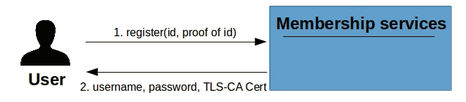 1. register(id, proof of id)
Membership services
User
2. username, password, TLS-CA Cert